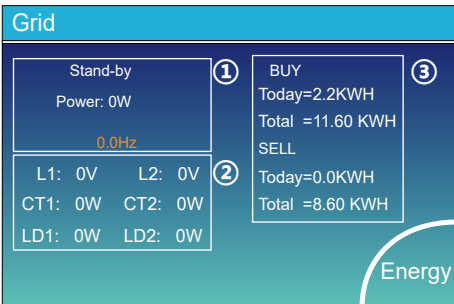 Grid
Stand-by
Power: 0W
0.0Hz
①
L1: 0V L2: 0V
CT1: 0W CT2: 0W
LD1: 0W LD2: 0W
②
BUY
Today=2.2KWH
Total =11.60 KWH
SELL
Today=0.0KWH
Total =8.60 KWH
③
Energy